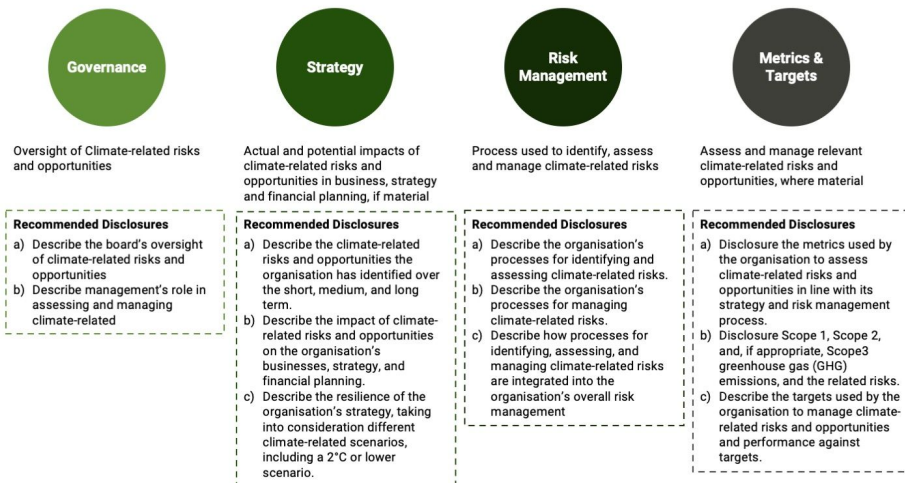 Governance
Oversight of Climate-related risks
and opportunities
Recommended Disclosures
a) Describe the board's oversight
of climate-related risks and
opportunities
b) Describe management's role in
assessing and managing
climate-related
Strategy
Actual and potential impacts of
climate-related risks and
opportunities in business, strategy
and financial planning, if material
Recommended Disclosures
a) Describe the climate-related
risks and opportunities the
organisation has identified over
the short, medium, and long
term.
b) Describe the impact of climate-
related risks and opportunities
on the organisation's
businesses, strategy, and
financial planning.
c) Describe the resilience of the
organisation's strategy, taking
into consideration different
climate-related scenarios,
including a 2°C or lower
scenario.
Risk
Management
Process used to identify, assess
and manage climate-related risks
Recommended Disclosures
a) Describe the organisation's
processes for identifying and
assessing climate-related risks.
b) Describe the organisation's
processes for managing
climate-related risks.
c) Describe how processes for
identifying, assessing, and
managing climate-related risks
are integrated into the
organisation's overall risk
management
Metrics &
Targets
Assess and manage relevant
climate-related risks and
opportunities, where material
Recommended Disclosures
a) Disclosure the metrics used by
the organisation to assess
climate-related risks and
opportunities in line with its
strategy and risk management
process.
b) Disclosure Scope 1, Scope 2,
and, if appropriate, Scope3
greenhouse gas (GHG)
emissions, and the related risks.
c) Describe the targets used by the
organisation to manage climate-
related risks and opportunities
and performance against
targets.